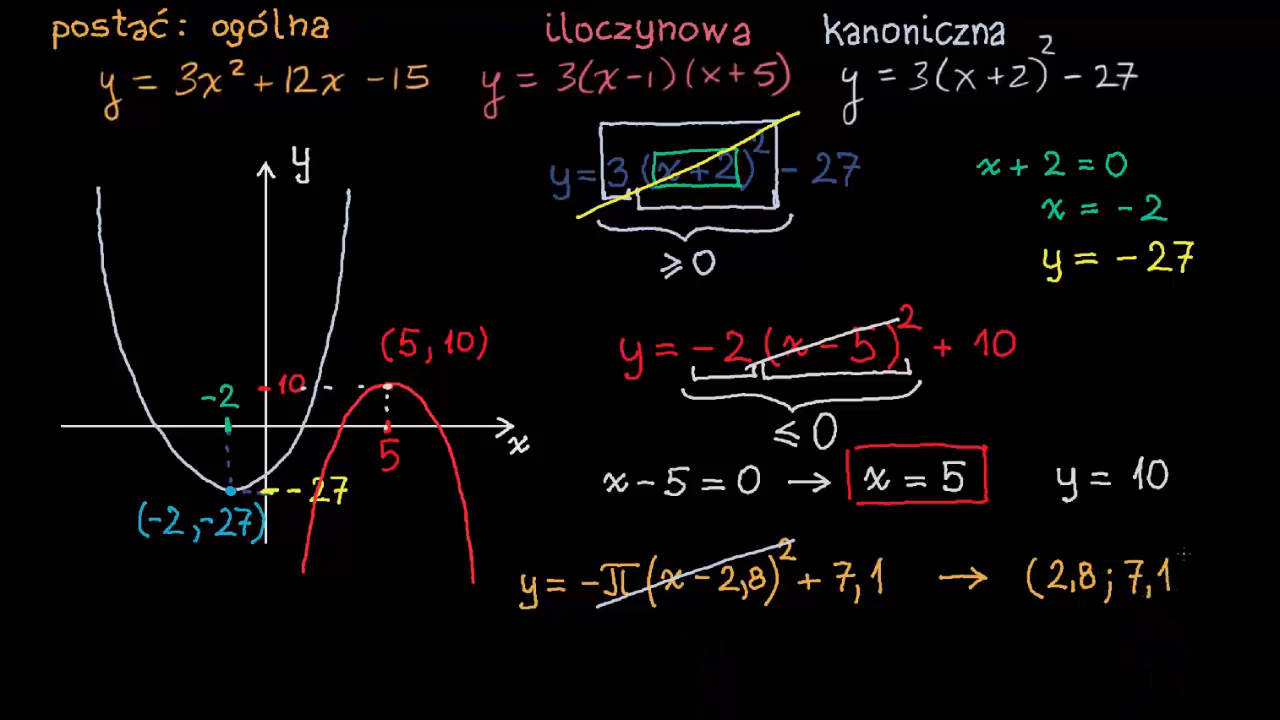 postać: ogólna iloczynowa kanoniczna
y = 3x² + 12x - 15 y = 3(x-1)(x+5) y = 3(x+2)² - 27
y = 3(x+2)² - 27
≥ 0
x + 2 = 0
x = -2
y = -27
y
(5, 10)
10
-2
x
5
-27
(-2, -27)
y = -2(x-5)² + 10
≤ 0
x - 5 = 0 → x = 5 y = 10
y = -π(x - 2,8)² + 7,1 → (2,8; 7,1